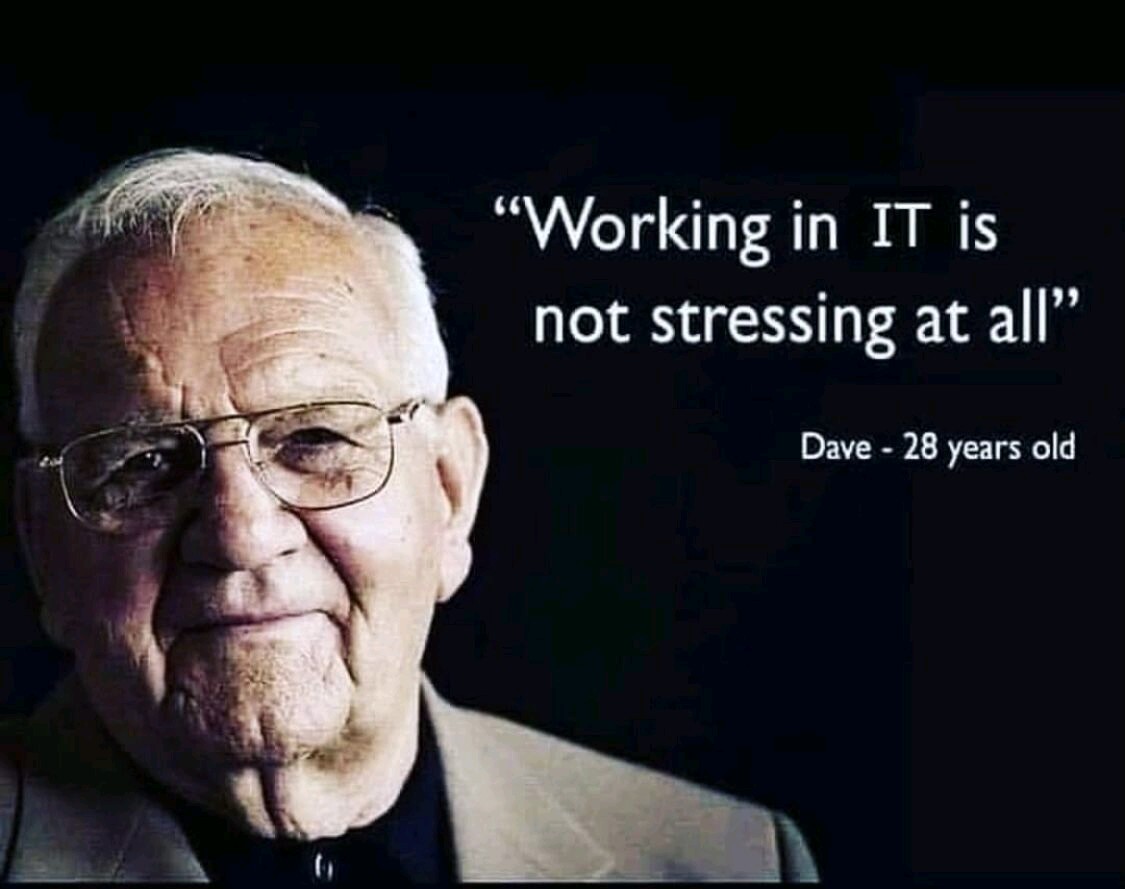 “Working in IT is
not stressing at all”
Dave - 28 years old